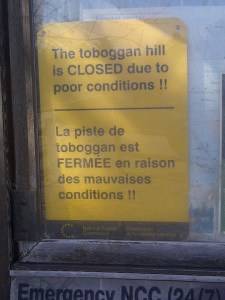 The toboggan hill
is CLOSED due to
poor conditions !!
La piste de
toboggan est
FERMÉE en raison
des mauvaises
conditions !!
Emergency NCC (24/7)